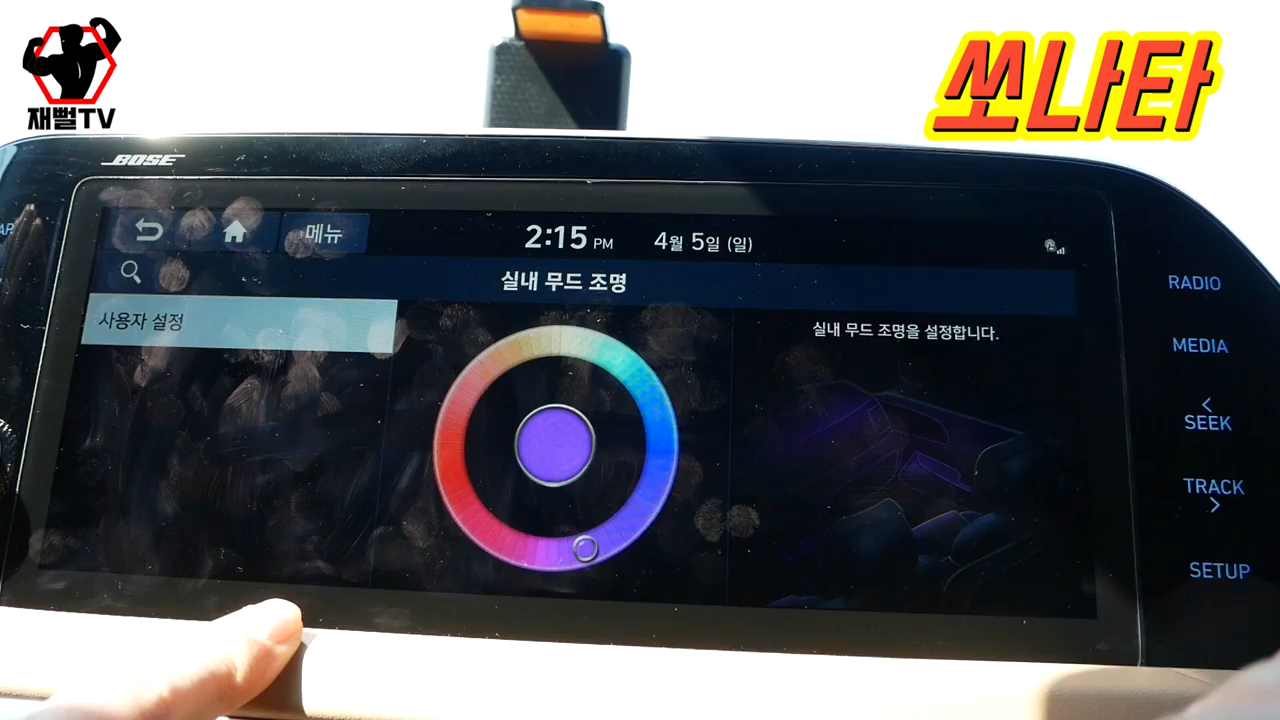 재뻘TV
쏘나타
BOSE
메뉴
2:15 PM 4월 5일 (일)
실내 무드 조명
사용자 설정
실내 무드 조명을 설정합니다.
RADIO
MEDIA
<
SEEK
TRACK
>
SETUP